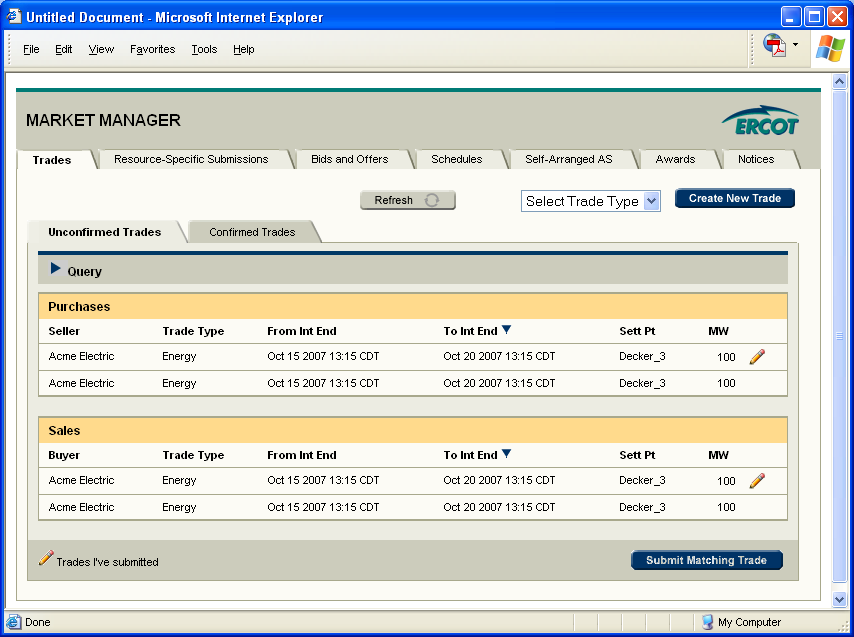 Untitled Document - Microsoft Internet Explorer
File Edit View Favorites Tools Help
MARKET MANAGER
ERCOT
Trades Resource-Specific Submissions Bids and Offers Schedules Self-Arranged AS Awards Notices
Refresh Select Trade Type Create New Trade
Unconfirmed Trades Confirmed Trades
Query
Purchases
Seller Trade Type From Int End To Int End Sett Pt MW
Acme Electric Energy Oct 15 2007 13:15 CDT Oct 20 2007 13:15 CDT Decker_3 100
Acme Electric Energy Oct 15 2007 13:15 CDT Oct 20 2007 13:15 CDT Decker_3 100
Sales
Buyer Trade Type From Int End To Int End Sett Pt MW
Acme Electric Energy Oct 15 2007 13:15 CDT Oct 20 2007 13:15 CDT Decker_3 100
Acme Electric Energy Oct 15 2007 13:15 CDT Oct 20 2007 13:15 CDT Decker_3 100
Trades I've submitted Submit Matching Trade
Done My Computer